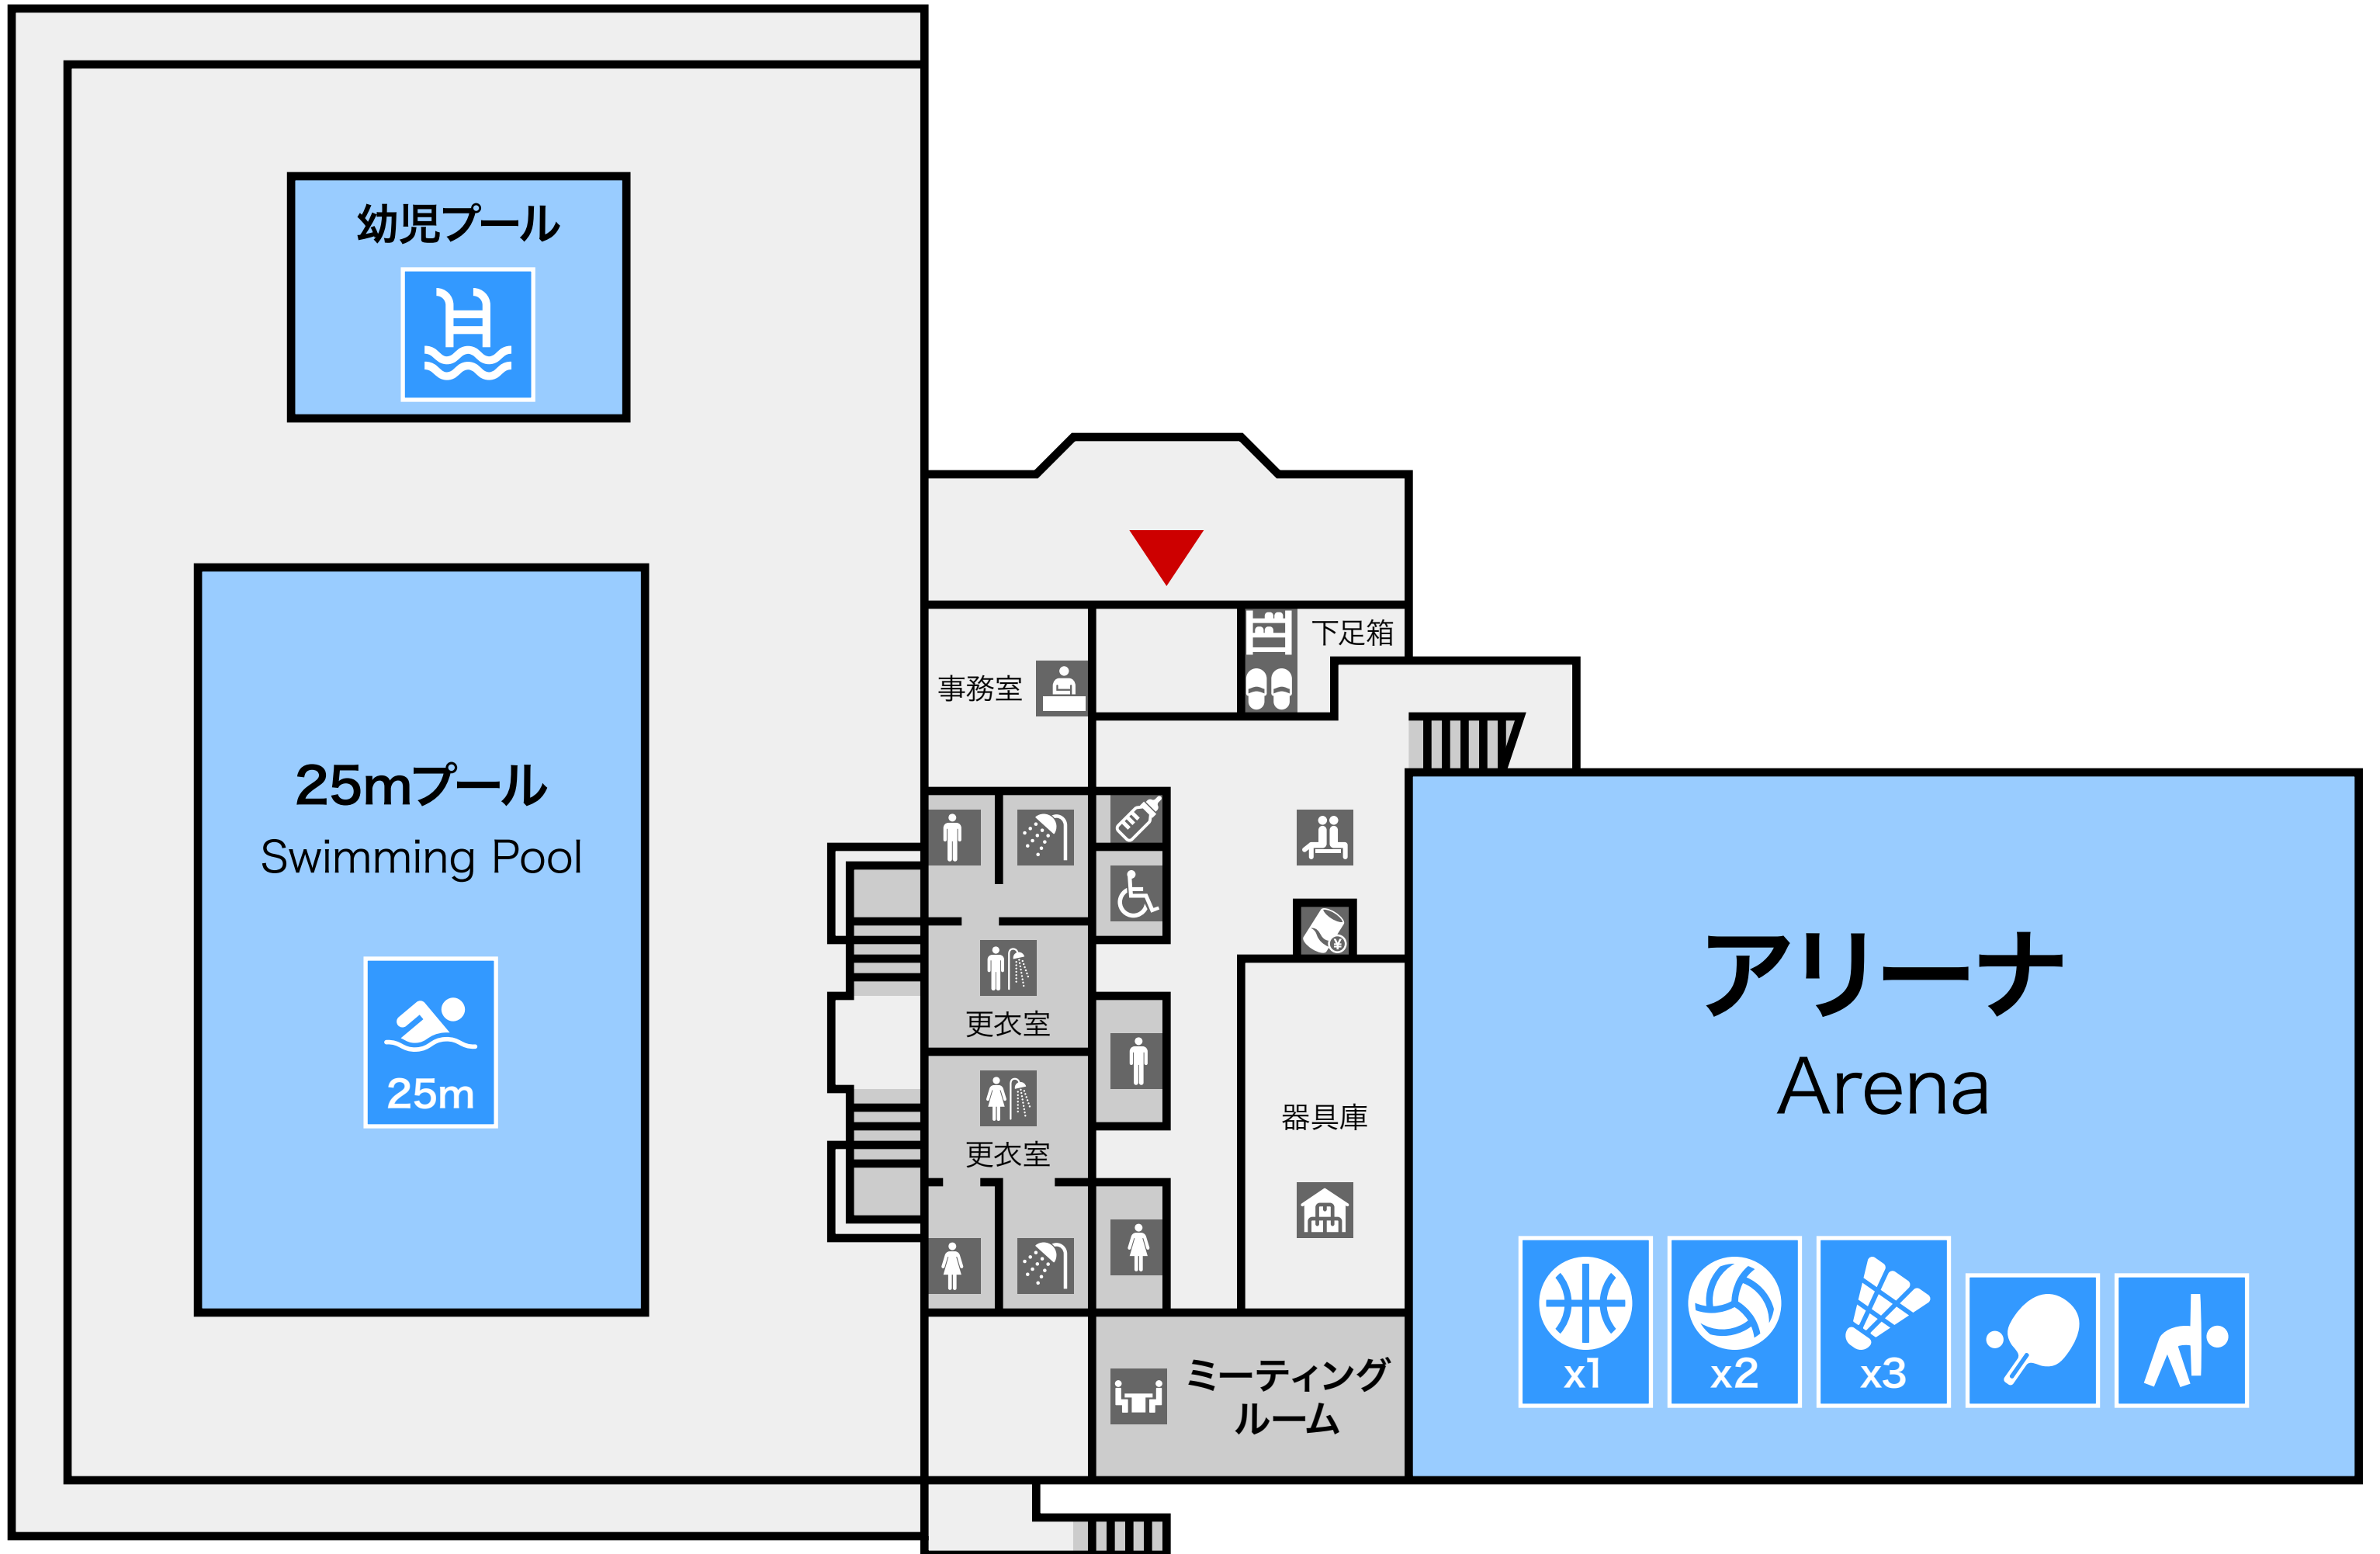 幼児プール
25mプール
Swimming Pool
25m
事務室
下足箱
¥
更衣室
更衣室
器具庫
ミーティング
ルーム
アリーナ
Arena
x1
x2
x3